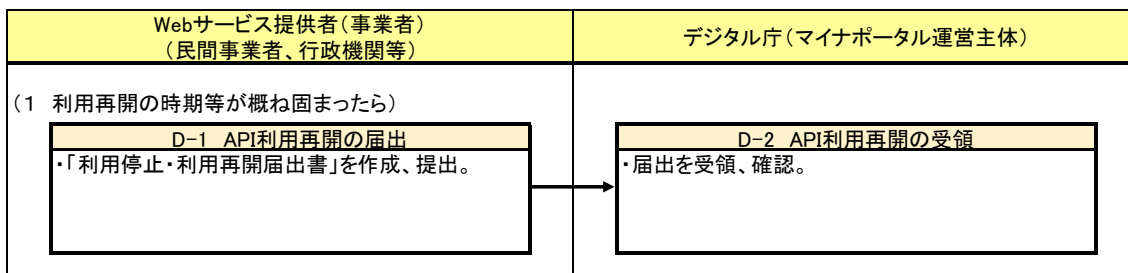 Webサービス提供者(事業者)
(民間事業者、行政機関等)
デジタル庁(マイナポータル運営主体)
(1 利用再開の時期等が概ね固まったら)
D-1 API利用再開の届出
・「利用停止・利用再開届出書」を作成、提出。
D-2 API利用再開の受領
・届出を受領、確認。